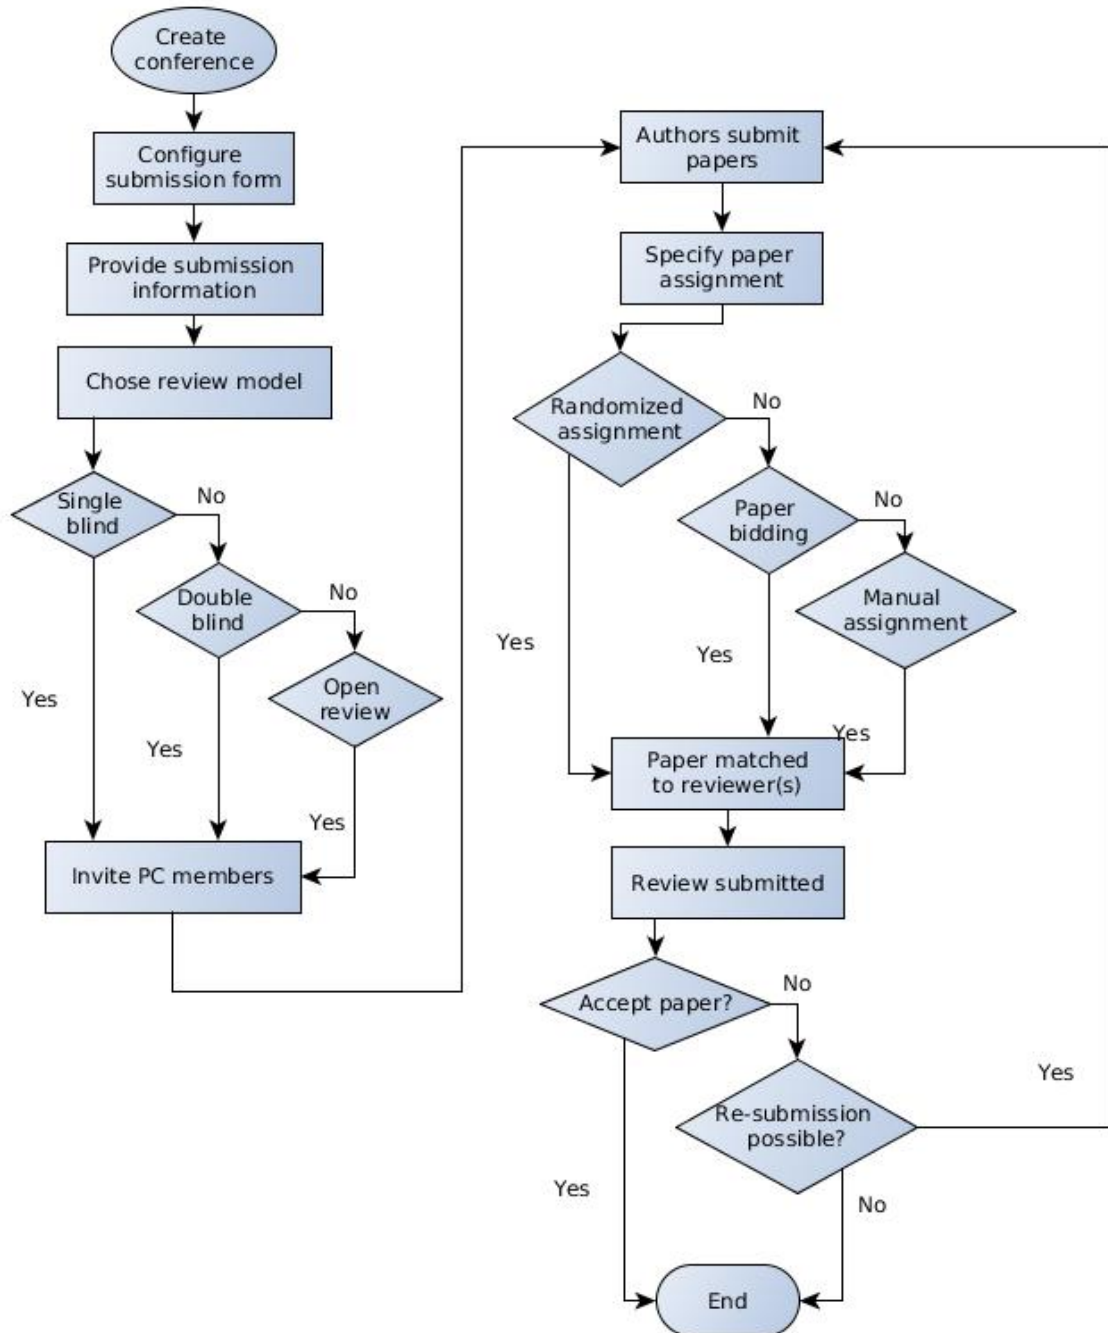 Create
conference
Configure
submission form
Provide submission
information
Chose review model
Single
blind
No
Double
blind
No
Open
review
Yes
Yes
Yes
Invite PC members
Authors submit
papers
Specify paper
assignment
Randomized
assignment
No
Paper
bidding
No
Manual
assignment
Yes
Yes
Yes
Paper matched
to reviewer(s)
Review submitted
Accept paper?
No
Re-submission
possible?
Yes
Yes
No
End